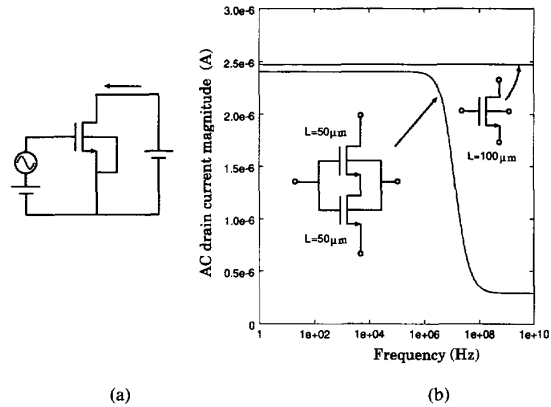 AC drain current magnitude (A)
3.0e-6
2.5e-6
2.0e-6
1.5e-6
1.0e-6
0.5e-6
0
L=50μm
L=50μm
L=100μm
1
1e+02
1e+04
1e+06
1e+08
1e+10
Frequency (Hz)
(a)
(b)